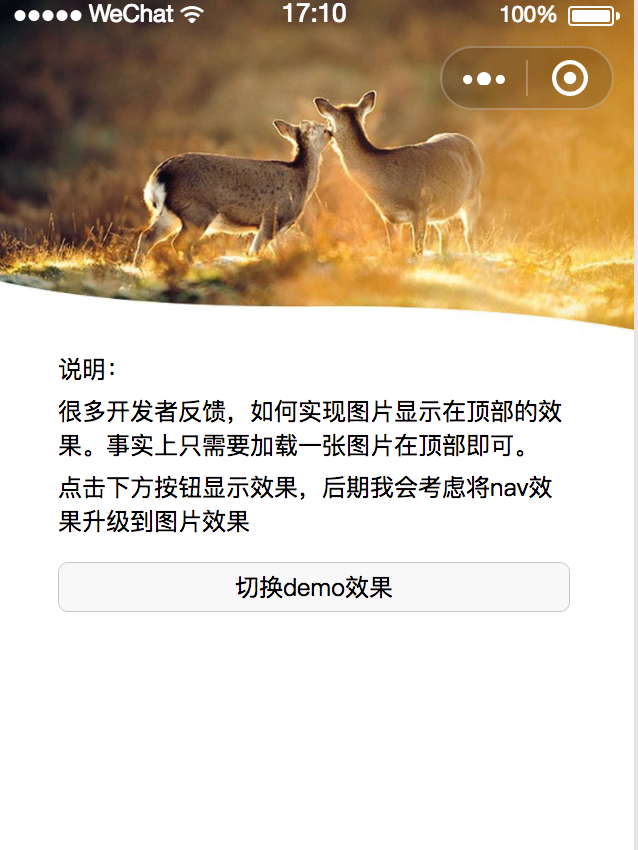 WeChat 17:10 100%
说明：
很多开发者反馈，如何实现图片显示在顶部的效
果。事实上只需要加载一张图片在顶部即可。
点击下方按钮显示效果，后期我会考虑将nav效
果升级到图片效果
切换demo效果